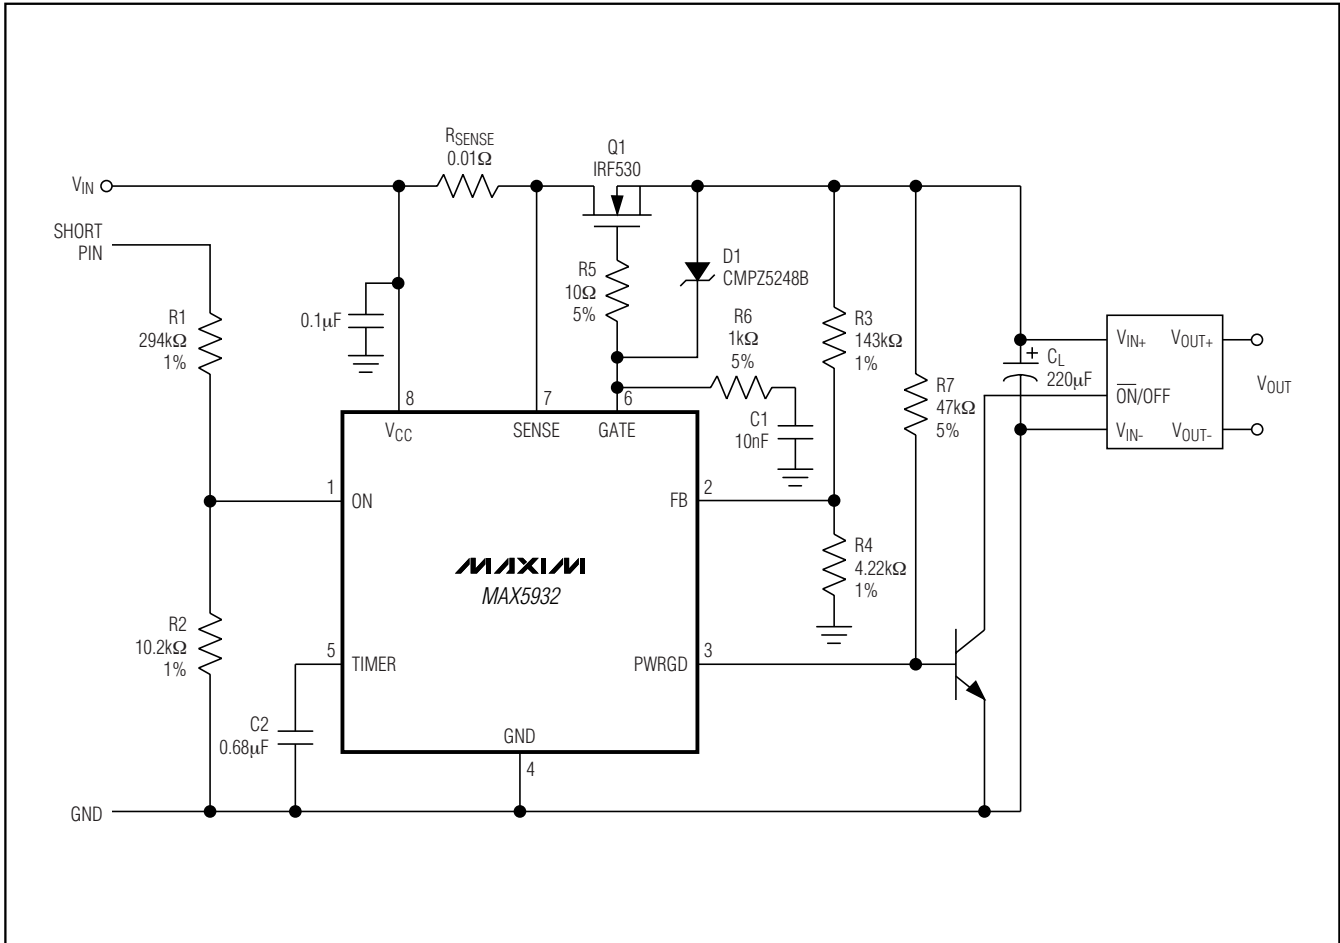 RSENSE
0.01Ω
Q1
IRF530
VIN
SHORT
PIN
R1
294kΩ
1%
0.1µF
R5
10Ω
5%
D1
CMPZ5248B
R6
1kΩ
5%
C1
10nF
R3
143kΩ
1%
R7
47kΩ
5%
+
CL
220µF
VIN+
VOUT+
ON/OFF
VIN-
VOUT-
VOUT
8
7
6
VCC
SENSE
GATE
1
ON
2
FB
MAXIM
MAX5932
R4
4.22kΩ
1%
R2
10.2kΩ
1%
5
TIMER
3
PWRGD
C2
0.68µF
GND
4
GND